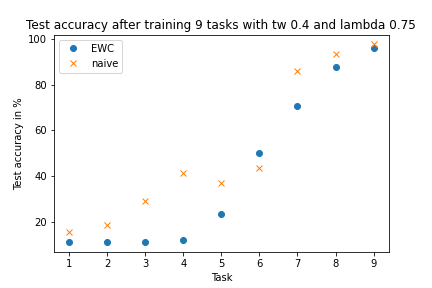 Test accuracy after training 9 tasks with tw 0.4 and lambda 0.75
EWC
naive
Test accuracy in %
100
80
60
40
20
1 2 3 4 5 6 7 8 9
Task